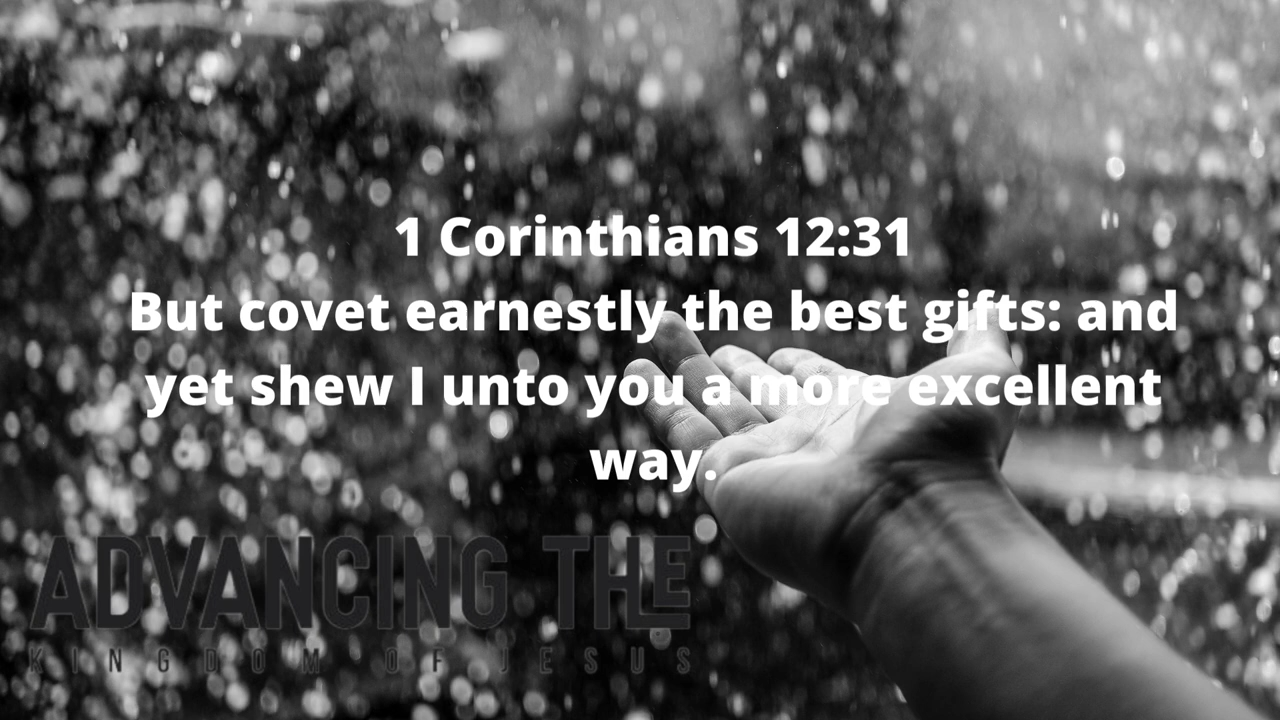 1 Corinthians 12:31
But covet earnestly the best gifts: and
yet shew I unto you a more excellent
way.
ADVANCING THE
KINGDOM OF JESUS